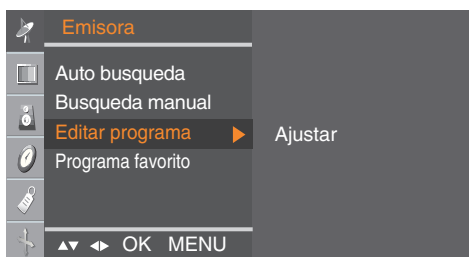 Emisora
Auto busqueda
Busqueda manual
Editar programa
Ajustar
Programa favorito
OK MENU